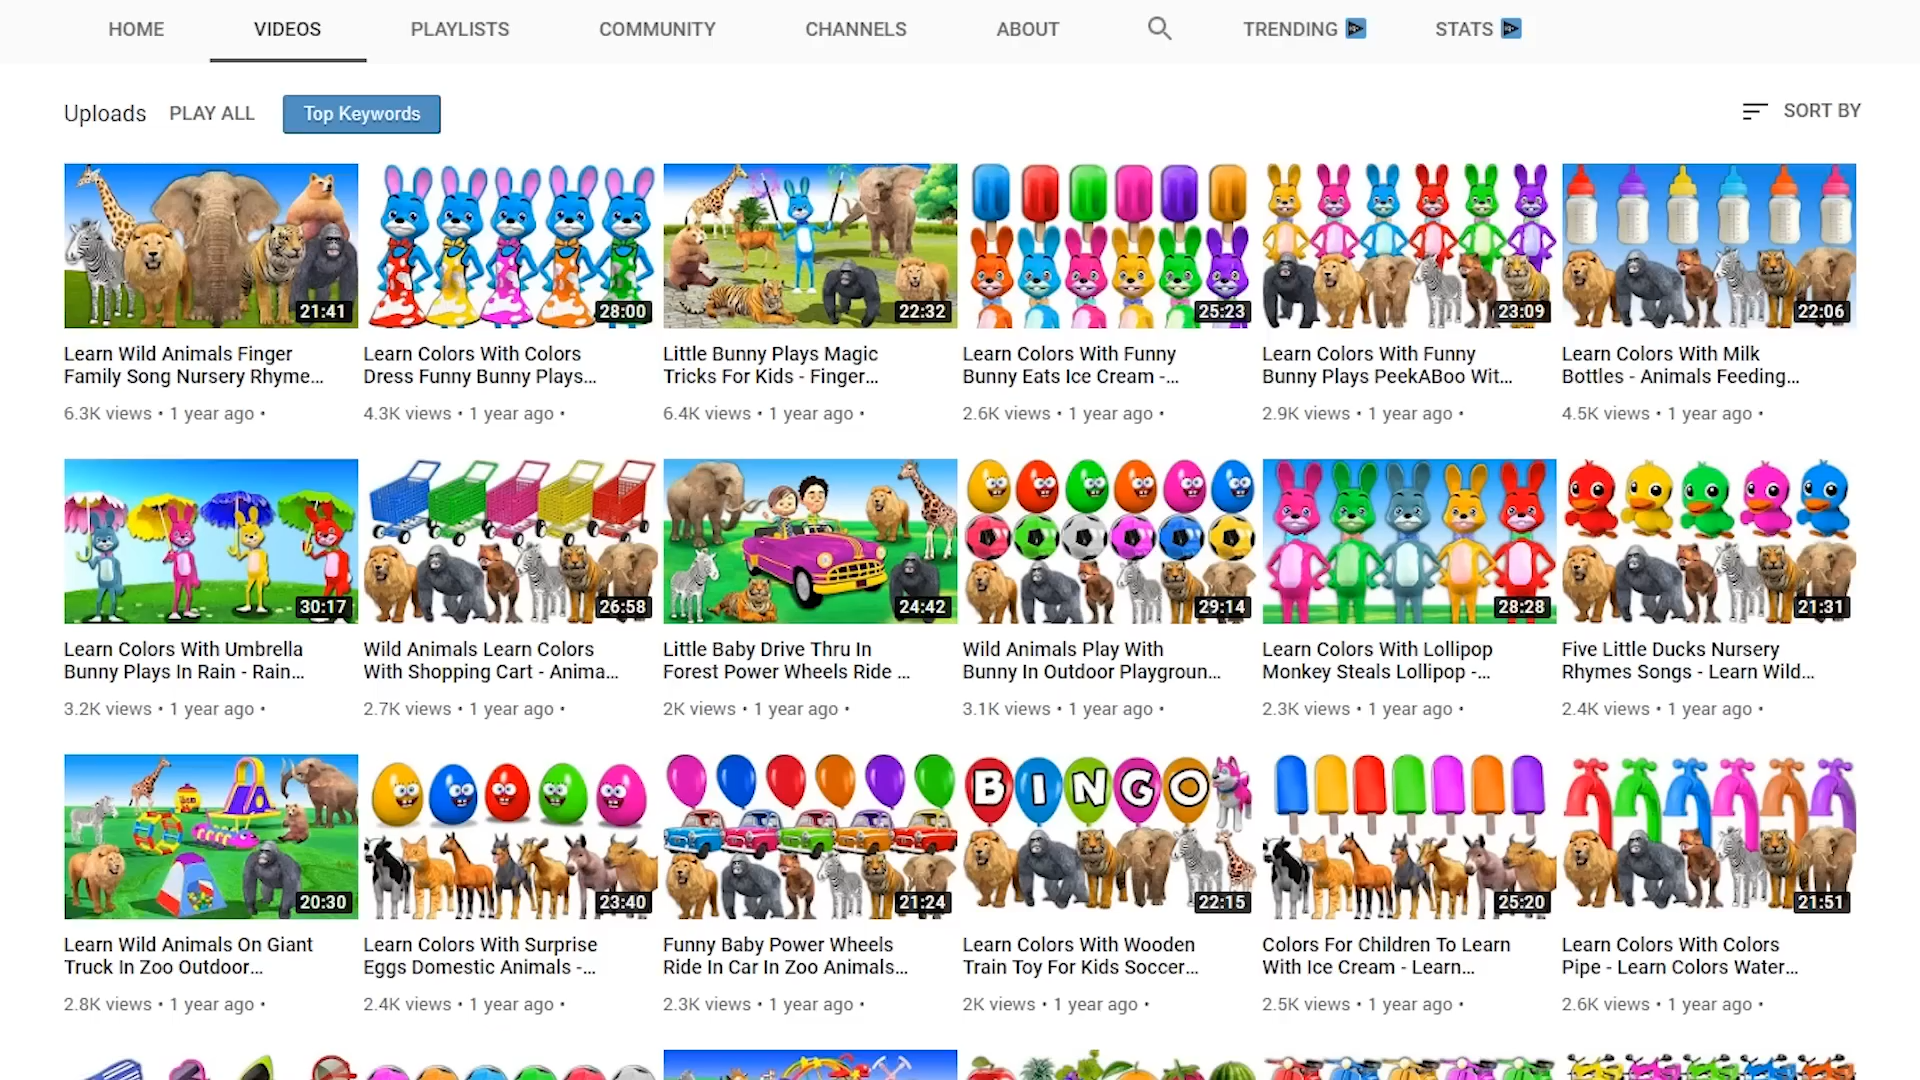 HOME VIDEOS PLAYLISTS COMMUNITY CHANNELS ABOUT TRENDING STATS
Uploads PLAY ALL Top Keywords SORT BY
21:41 28:00 22:32 25:23 23:09 22:06
Learn Wild Animals Finger
Family Song Nursery Rhyme...
6.3K views • 1 year ago •
Learn Colors With Colors
Dress Funny Bunny Plays...
4.3K views • 1 year ago •
Little Bunny Plays Magic
Tricks For Kids - Finger...
6.4K views • 1 year ago •
Learn Colors With Funny
Bunny Eats Ice Cream -...
2.6K views • 1 year ago •
Learn Colors With Funny
Bunny Plays PeekABoo Wit...
2.9K views • 1 year ago •
Learn Colors With Milk
Bottles - Animals Feeding...
4.5K views • 1 year ago •
30:17 26:58 24:42 29:14 28:28 21:31
Learn Colors With Umbrella
Bunny Plays In Rain - Rain...
3.2K views • 1 year ago •
Wild Animals Learn Colors
With Shopping Cart - Anima...
2.7K views • 1 year ago •
Little Baby Drive Thru In
Forest Power Wheels Ride ...
2K views • 1 year ago •
Wild Animals Play With
Bunny In Outdoor Playgroun...
3.1K views • 1 year ago •
Learn Colors With Lollipop
Monkey Steals Lollipop -...
2.3K views • 1 year ago •
Five Little Ducks Nursery
Rhymes Songs - Learn Wild...
2.4K views • 1 year ago •
BINGO
20:30 23:40 21:24 22:15 25:20 21:51
Learn Wild Animals On Giant
Truck In Zoo Outdoor...
2.8K views • 1 year ago •
Learn Colors With Surprise
Eggs Domestic Animals -...
2.4K views • 1 year ago •
Funny Baby Power Wheels
Ride In Car In Zoo Animals...
2.3K views • 1 year ago •
Learn Colors With Wooden
Train Toy For Kids Soccer...
2K views • 1 year ago •
Colors For Children To Learn
With Ice Cream - Learn...
2.5K views • 1 year ago •
Learn Colors With Colors
Pipe - Learn Colors Water...
2.6K views • 1 year ago •